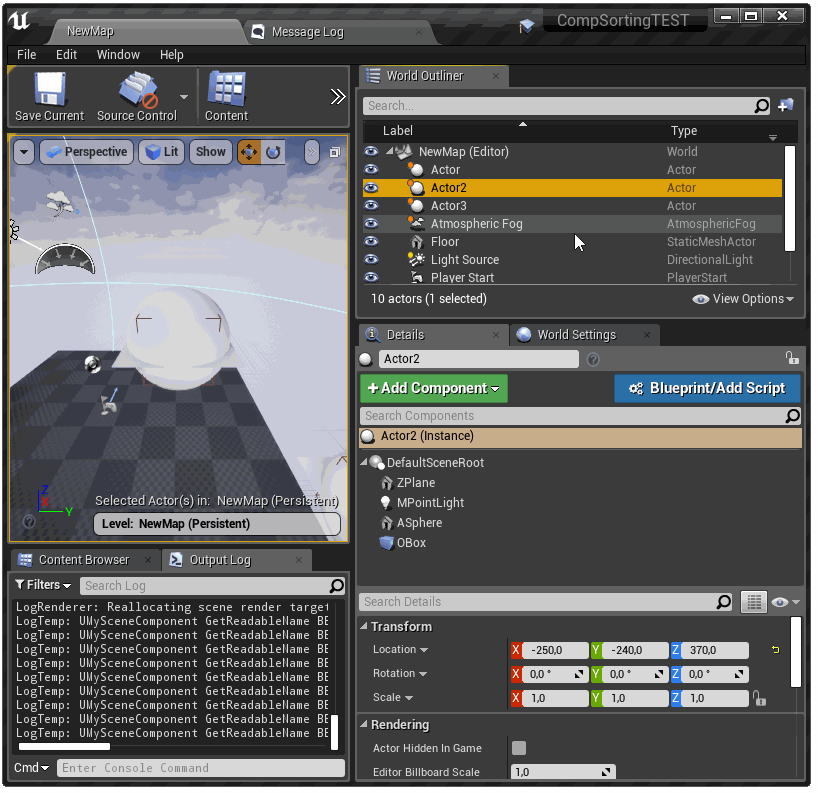 NewMap
Message Log
CompSortingTEST
File Edit Window Help
Save Current
Source Control
Content
Perspective
Lit
Show
Selected Actor(s) in: NewMap (Persistent)
Level: NewMap (Persistent)
Z
X
Y
World Outliner
Search...
Label Type
NewMap (Editor) World
Actor Actor
Actor2 Actor
Actor3 Actor
Atmospheric Fog AtmosphericFog
Floor StaticMeshActor
Light Source DirectionalLight
Player Start PlayerStart
10 actors (1 selected)
View Options
Details
World Settings
Actor2
+Add Component
Blueprint/Add Script
Search Components
Actor2 (Instance)
DefaultSceneRoot
ZPlane
MPointLight
ASphere
OBox
Content Browser
Output Log
Filters
Search Log
LogRenderer: Reallocating scene render target
LogTemp: UMySceneComponent GetReadableName BE
LogTemp: UMySceneComponent GetReadableName BE
LogTemp: UMySceneComponent GetReadableName BE
LogTemp: UMySceneComponent GetReadableName BE
LogTemp: UMySceneComponent GetReadableName BE
LogTemp: UMySceneComponent GetReadableName BE
LogTemp: UMySceneComponent GetReadableName BE
LogTemp: UMySceneComponent GetReadableName BE
LogTemp: UMySceneComponent GetReadableName BE
Cmd
Enter Console Command
Search Details
Transform
Location X -250,0 Y -240,0 Z 370,0
Rotation X 0,0 ° Y 0,0 ° Z 0,0 °
Scale X 1,0 Y 1,0 Z 1,0
Rendering
Actor Hidden In Game
Editor Billboard Scale 1,0